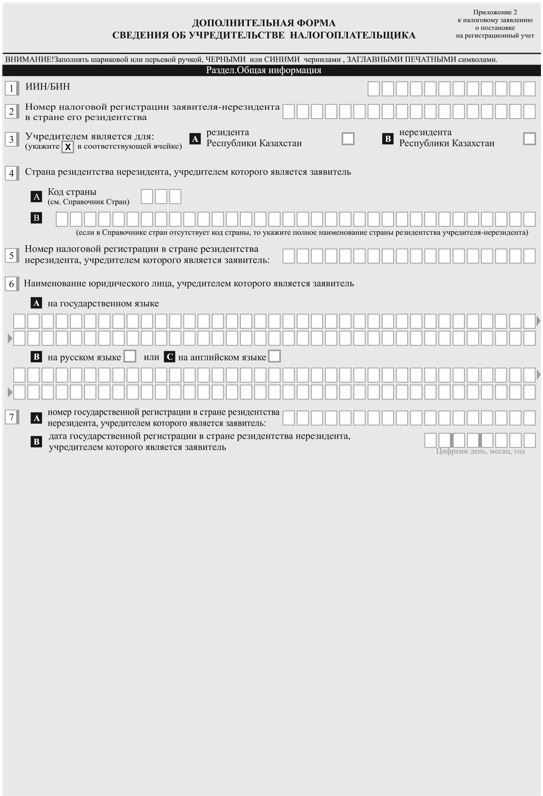 Приложение 2
к налоговому заявлению
о постановке
на регистрационный учет
ДОПОЛНИТЕЛЬНАЯ ФОРМА
СВЕДЕНИЯ ОБ УЧРЕДИТЕЛЬСТВЕ НАЛОГОПЛАТЕЛЬЩИКА
ВНИМАНИЕ!Заполнять шариковой или перьевой ручкой, ЧЕРНЫМИ или СИНИМИ чернилами , ЗАГЛАВНЫМИ ПЕЧАТНЫМИ символами.
Раздел.Общая информация
1 ИИН/БИН
2 Номер налоговой регистрации заявителя-нерезидента
в стране его резидентства
3 Учредителем является для:
(укажите X в соответствующей ячейке)
A резидента
Республики Казахстан
B нерезидента
Республики Казахстан
4 Страна резидентства нерезидента, учредителем которого является заявитель
A Код страны
(см. Справочник Стран)
B
(если в Справочнике стран отсутствует код страны, то укажите полное наименование страны резидентства учредителя-нерезидента)
5 Номер налоговой регистрации в стране резидентства
нерезидента, учредителем которого является заявитель:
6 Наименование юридического лица, учредителем которого является заявитель
A на государственном языке
B на русском языке или C на английском языке
7 A номер государственной регистрации в стране резидентства
нерезидента, учредителем которого является заявитель:
B дата государственной регистрации в стране резидентства нерезидента,
учредителем которого является заявитель
Цифрами день, месяц, год